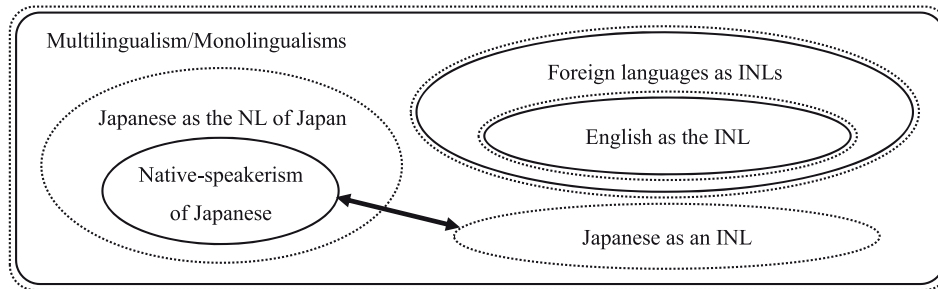 Multilingualism/Monolingualisms
Foreign languages as INLs
English as the INL
Japanese as the NL of Japan
Native-speakerism
of Japanese
Japanese as an INL